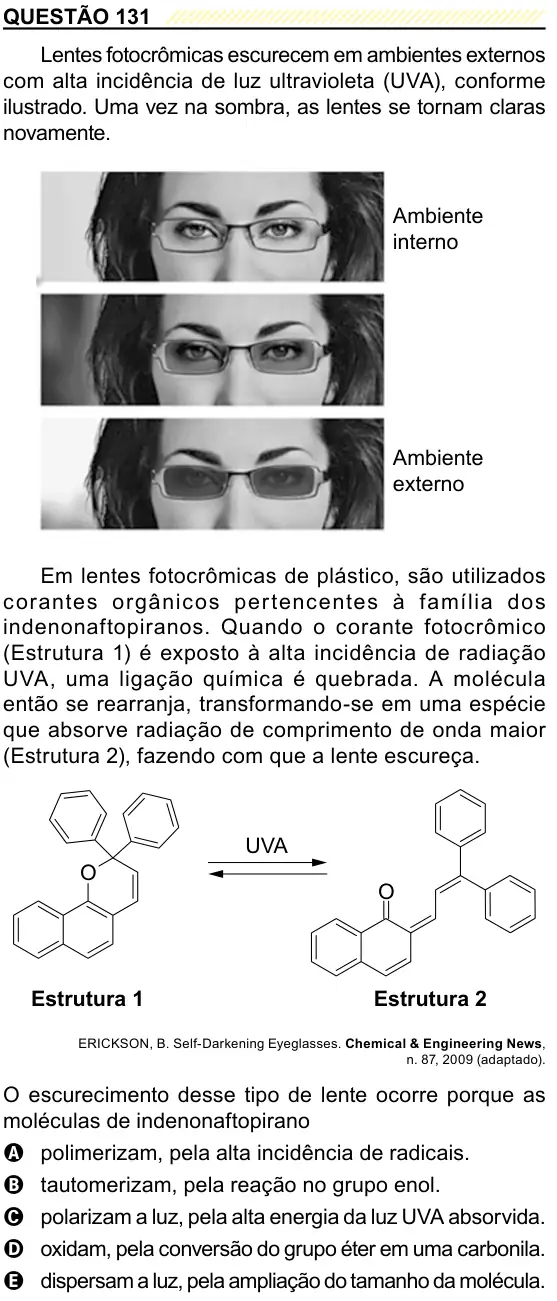 QUESTÃO 131
Lentes fotocrômicas escurecem em ambientes externos
com alta incidência de luz ultravioleta (UVA), conforme
ilustrado. Uma vez na sombra, as lentes se tornam claras
novamente.
Ambiente
interno
Ambiente
externo
Em lentes fotocrômicas de plástico, são utilizados
corantes orgânicos pertencentes à família dos
indenonaftopiranos. Quando o corante fotocrômico
(Estrutura 1) é exposto à alta incidência de radiação
UVA, uma ligação química é quebrada. A molécula
então se rearranja, transformando-se em uma espécie
que absorve radiação de comprimento de onda maior
(Estrutura 2), fazendo com que a lente escureça.
UVA
O
O
Estrutura 1
Estrutura 2
ERICKSON, B. Self-Darkening Eyeglasses. Chemical & Engineering News,
n. 87, 2009 (adaptado).
O escurecimento desse tipo de lente ocorre porque as
moléculas de indenonaftopirano
A polimerizam, pela alta incidência de radicais.
B tautomerizam, pela reação no grupo enol.
C polarizam a luz, pela alta energia da luz UVA absorvida.
D oxidam, pela conversão do grupo éter em uma carbonila.
E dispersam a luz, pela ampliação do tamanho da molécula.